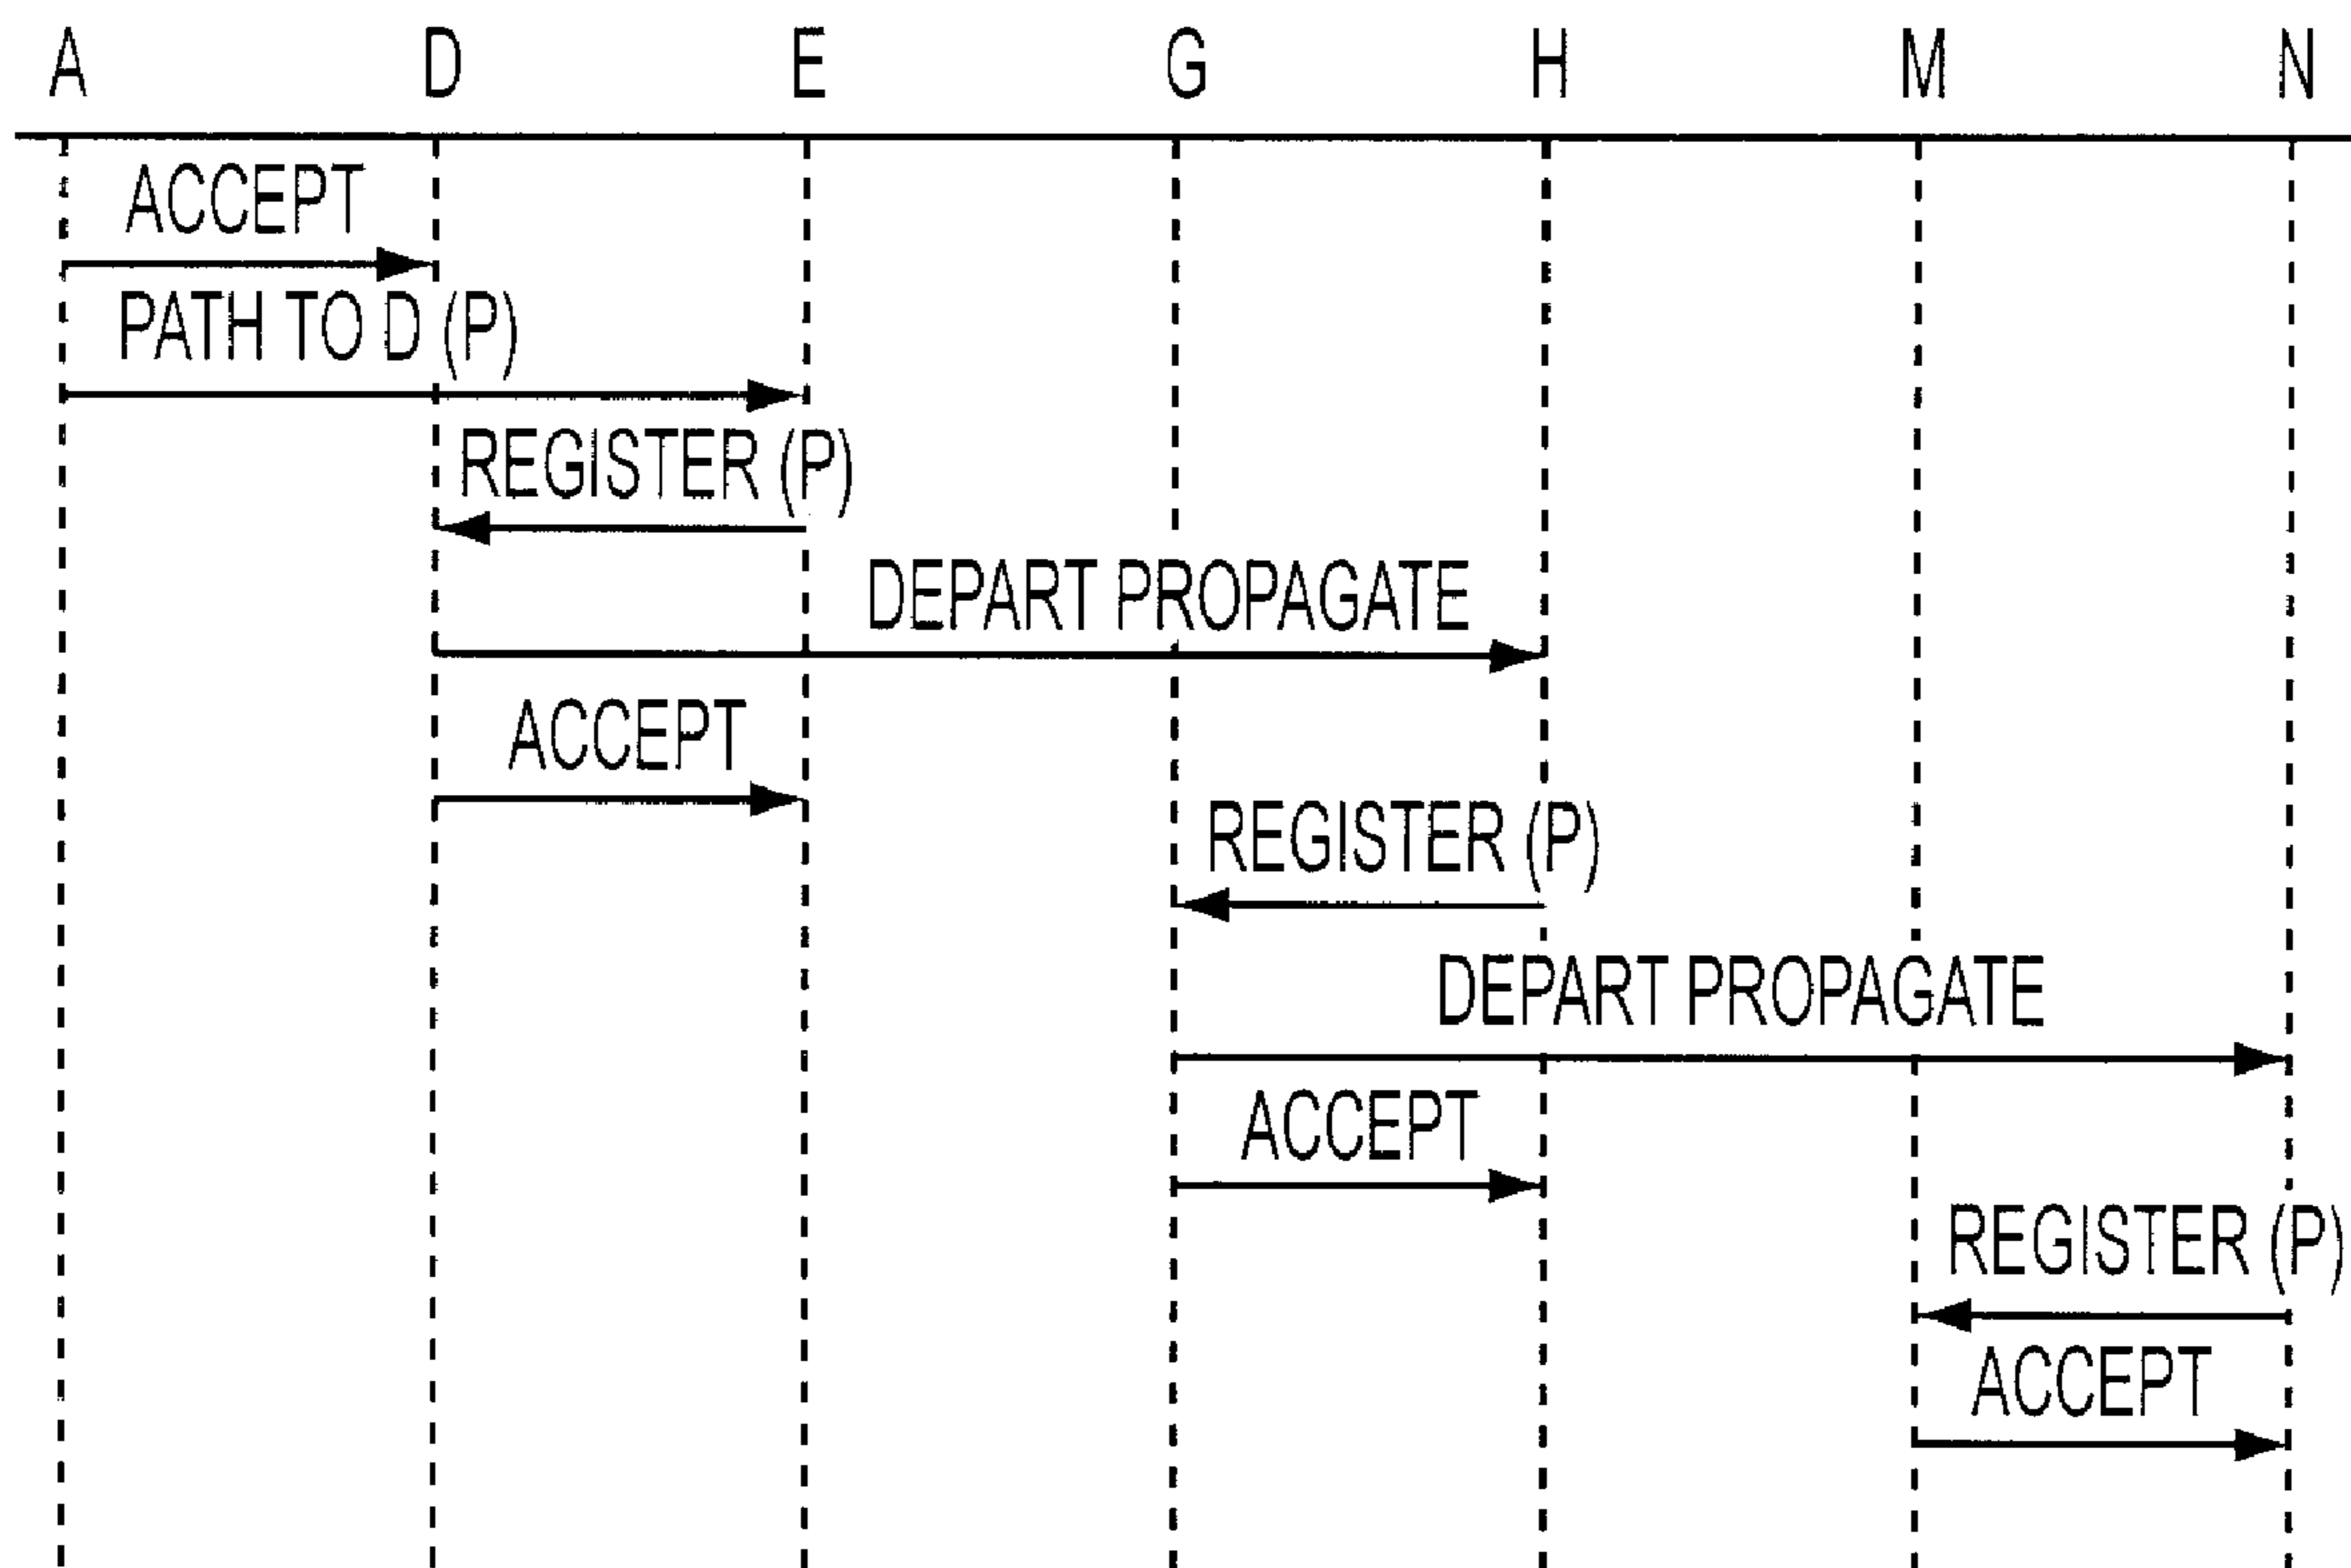 A D E G H M N
ACCEPT
PATH TO D (P)
REGISTER (P)
DEPART PROPAGATE
ACCEPT
REGISTER (P)
DEPART PROPAGATE
ACCEPT
REGISTER (P)
ACCEPT